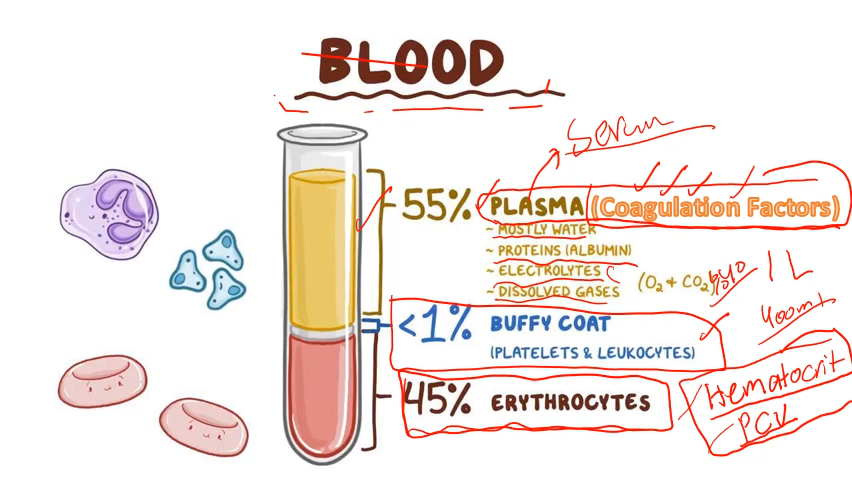 BLOOD
Serum
55% PLASMA (Coagulation Factors)
~ MOSTLY WATER
~ PROTEINS (ALBUMIN)
~ ELECTROLYTES
~ DISSOLVED GASES (O₂ + CO₂)
1 L
<1% BUFFY COAT
(PLATELETS & LEUKOCYTES)
45% ERYTHROCYTES
Hematocrit
PCV